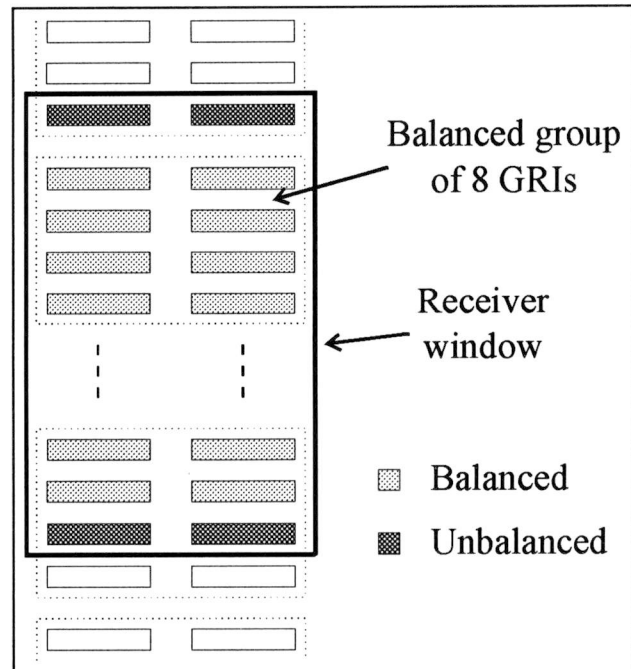 Balanced group
of 8 GRIs
Receiver
window
Balanced
Unbalanced